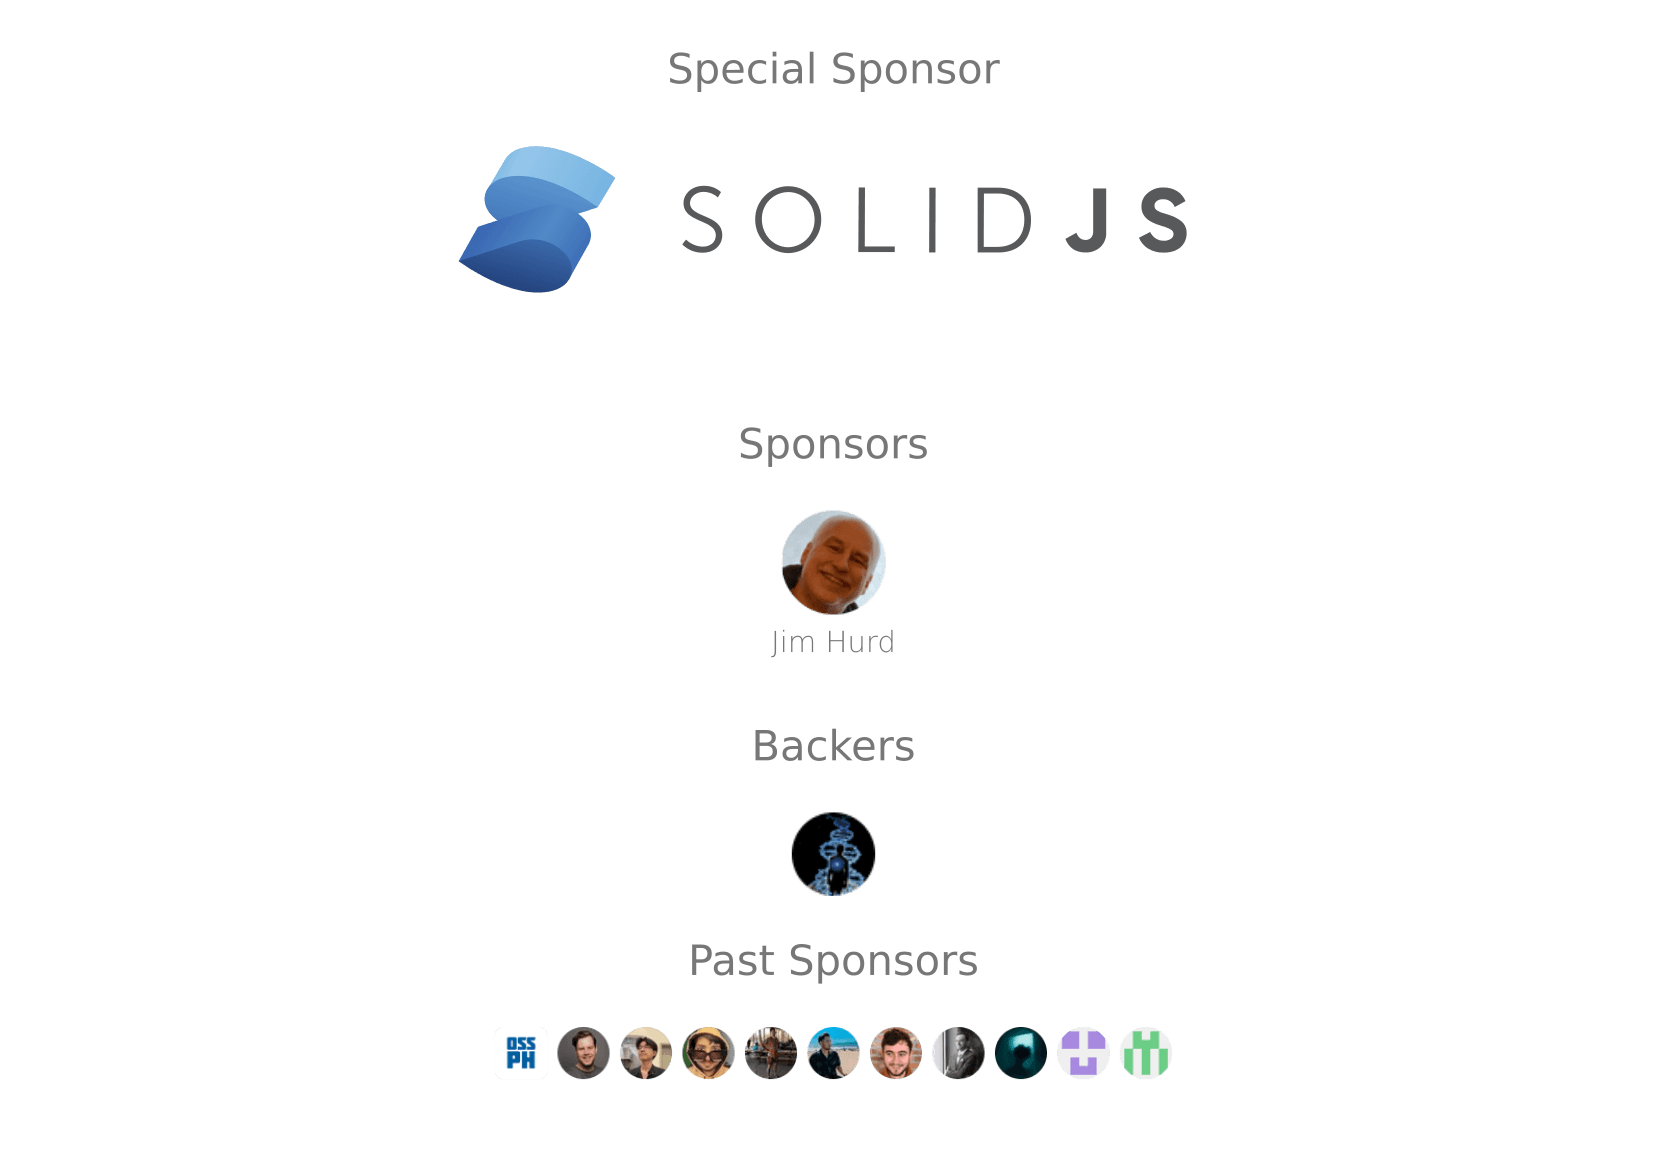 Special Sponsor
SOLIDJS
Sponsors
Jim Hurd
Backers
Past Sponsors
OSS
PH